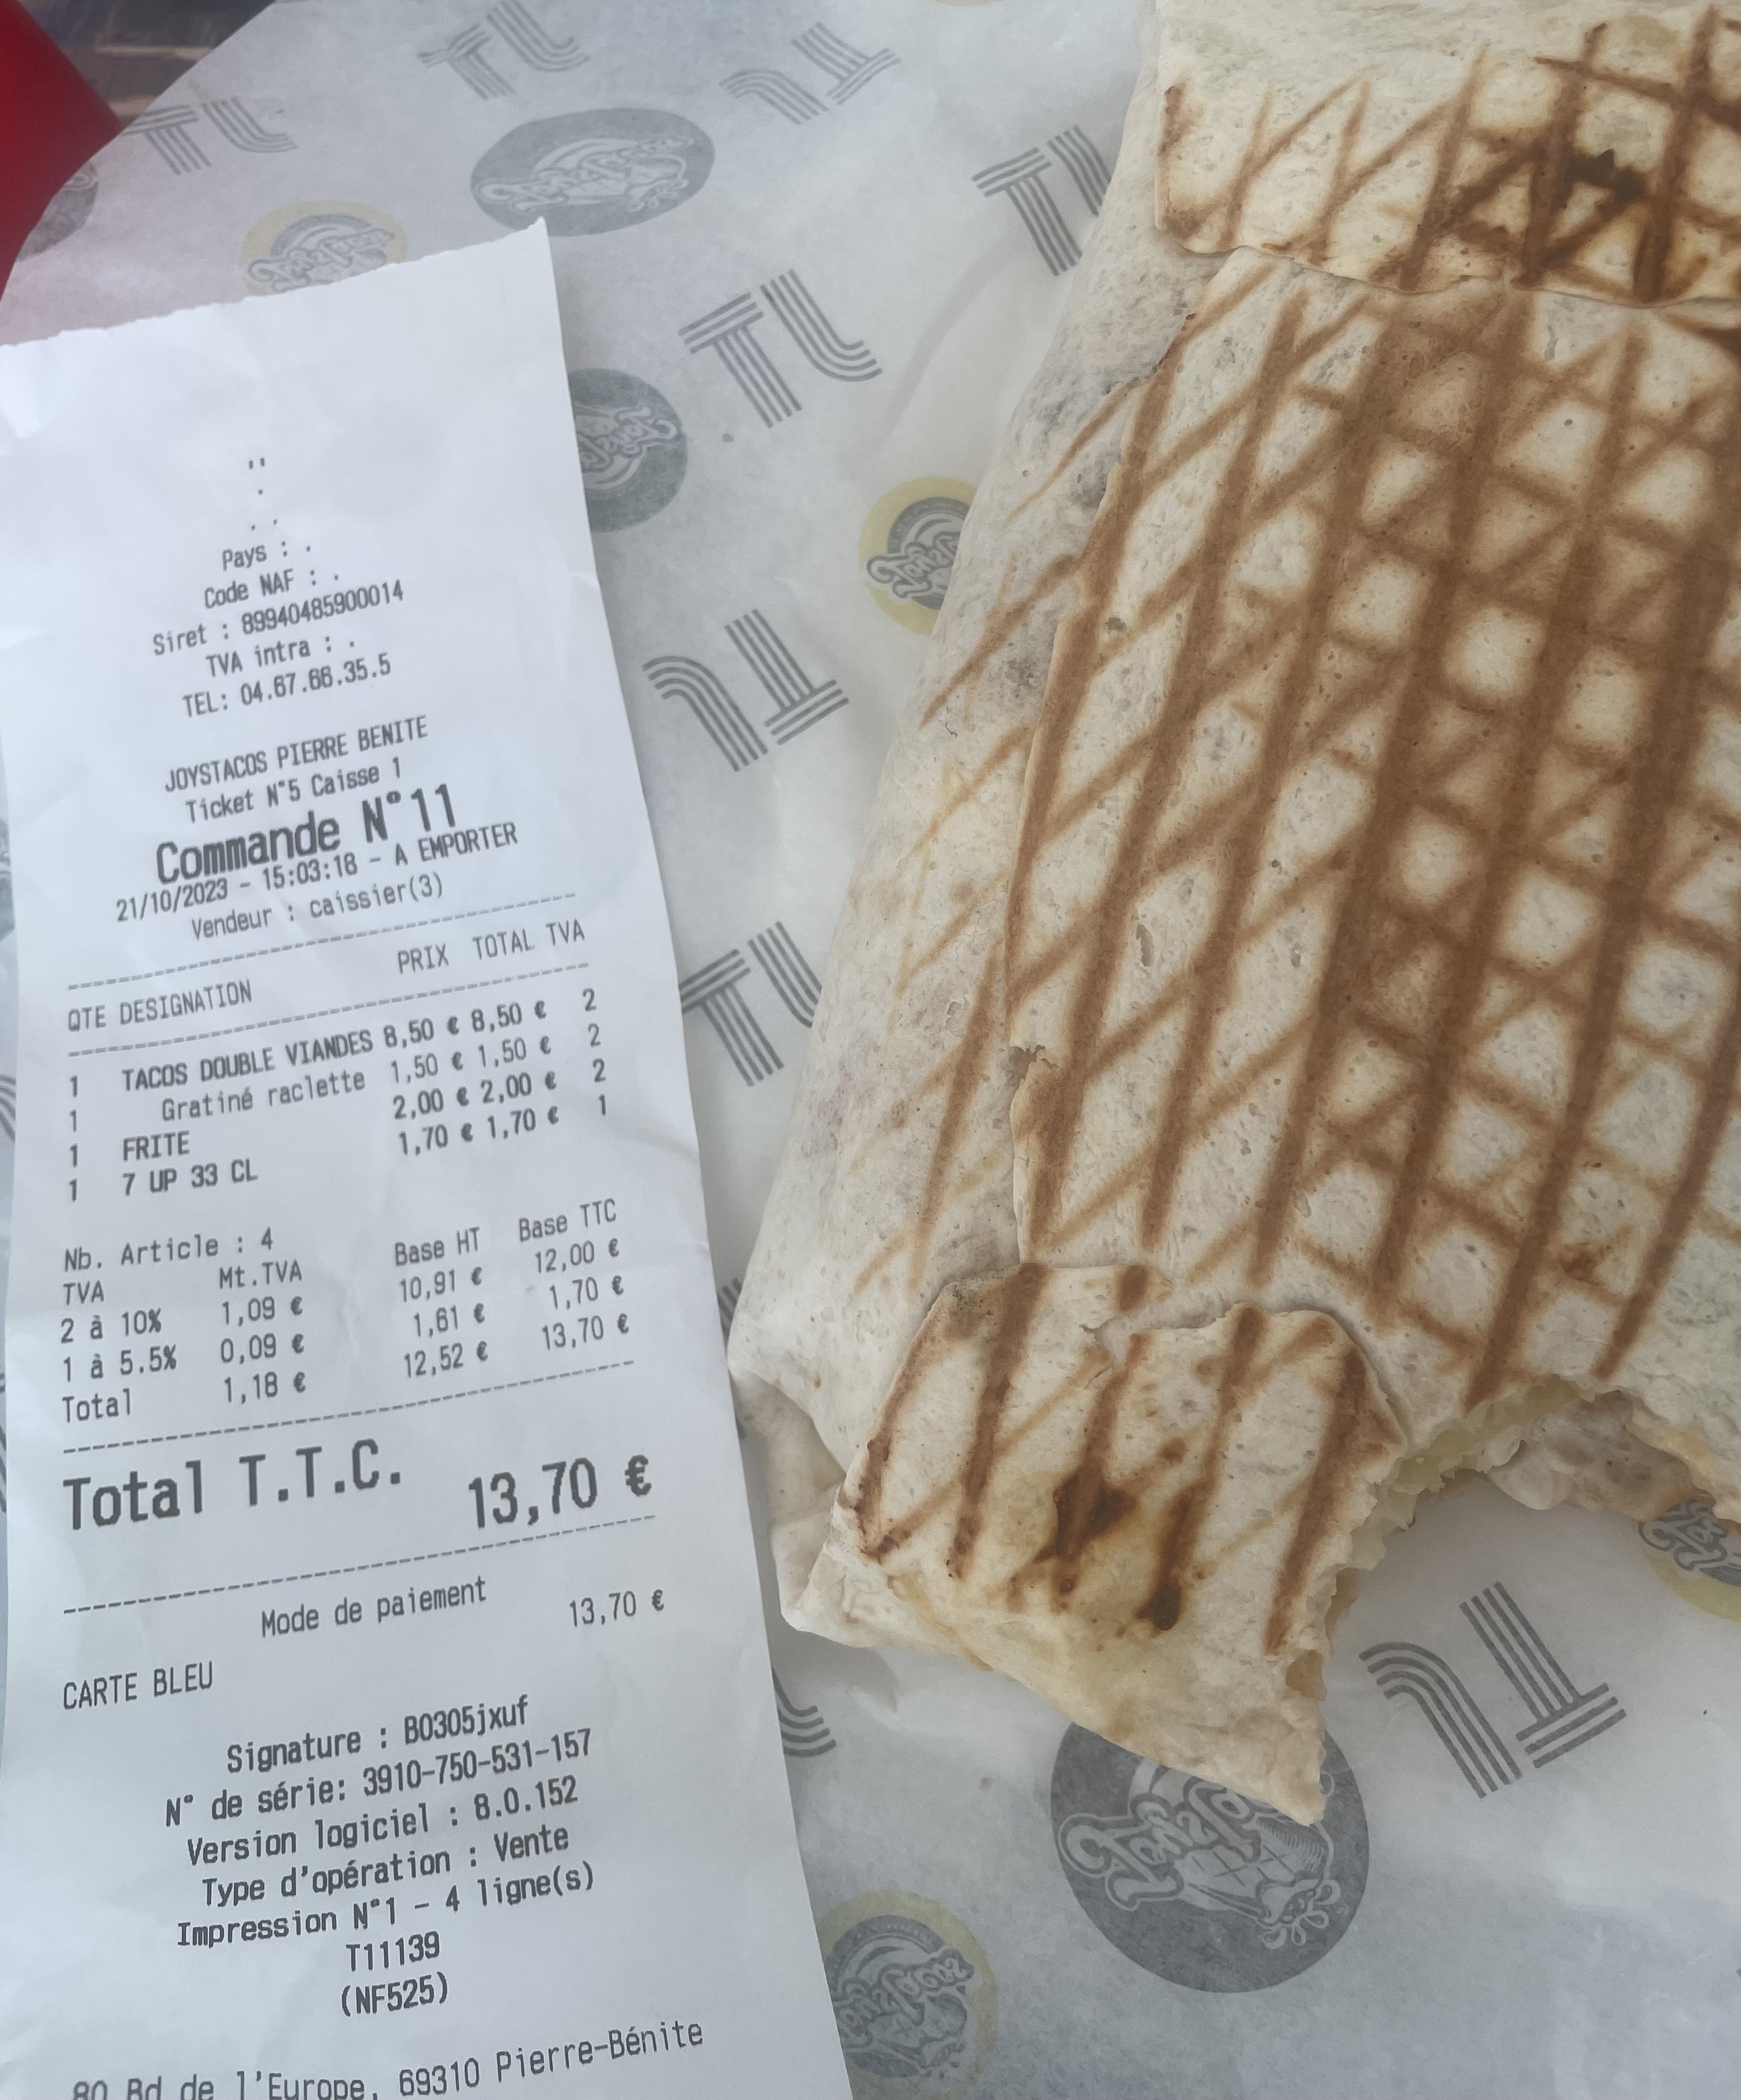 Pays : .
Code NAF : .
Siret : 89940485900014
TVA intra : .
TEL: 04.67.66.35.5
JOYSTACOS PIERRE BENITE
Ticket N°5 Caisse 1
Commande N°11
21/10/2023 - 15:03:18 - A EMPORTER
Vendeur : caissier(3)
QTE DESIGNATION PRIX TOTAL TVA
1 TACOS DOUBLE VIANDES 8,50 € 8,50 € 2
1 Gratiné raclette 1,50 € 1,50 € 2
1 FRITE 2,00 € 2,00 € 2
1 7 UP 33 CL 1,70 € 1,70 € 1
Nb. Article : 4
TVA Mt.TVA Base HT Base TTC
2 à 10% 1,09 € 10,91 € 12,00 €
1 à 5.5% 0,09 € 1,61 € 1,70 €
Total 1,18 € 12,52 € 13,70 €
Total T.T.C. 13,70 €
Mode de paiement
CARTE BLEU 13,70 €
Signature : B0305jxuf
N° de série: 3910-750-531-157
Version logiciel : 8.0.152
Type d'opération : Vente
Impression N°1 - 4 ligne(s)
T11139
(NF525)
80 Bd de l'Europe, 69310 Pierre-Bénite